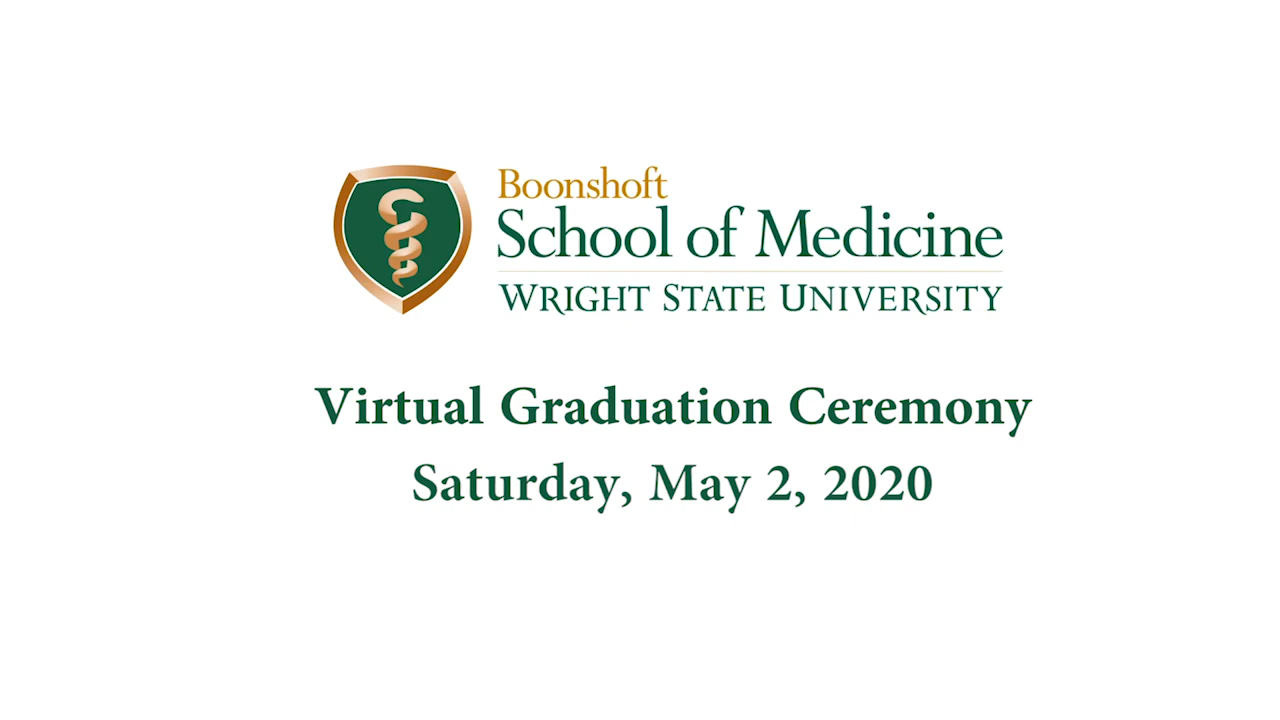 Boonshoft
School of Medicine
WRIGHT STATE UNIVERSITY
Virtual Graduation Ceremony
Saturday, May 2, 2020